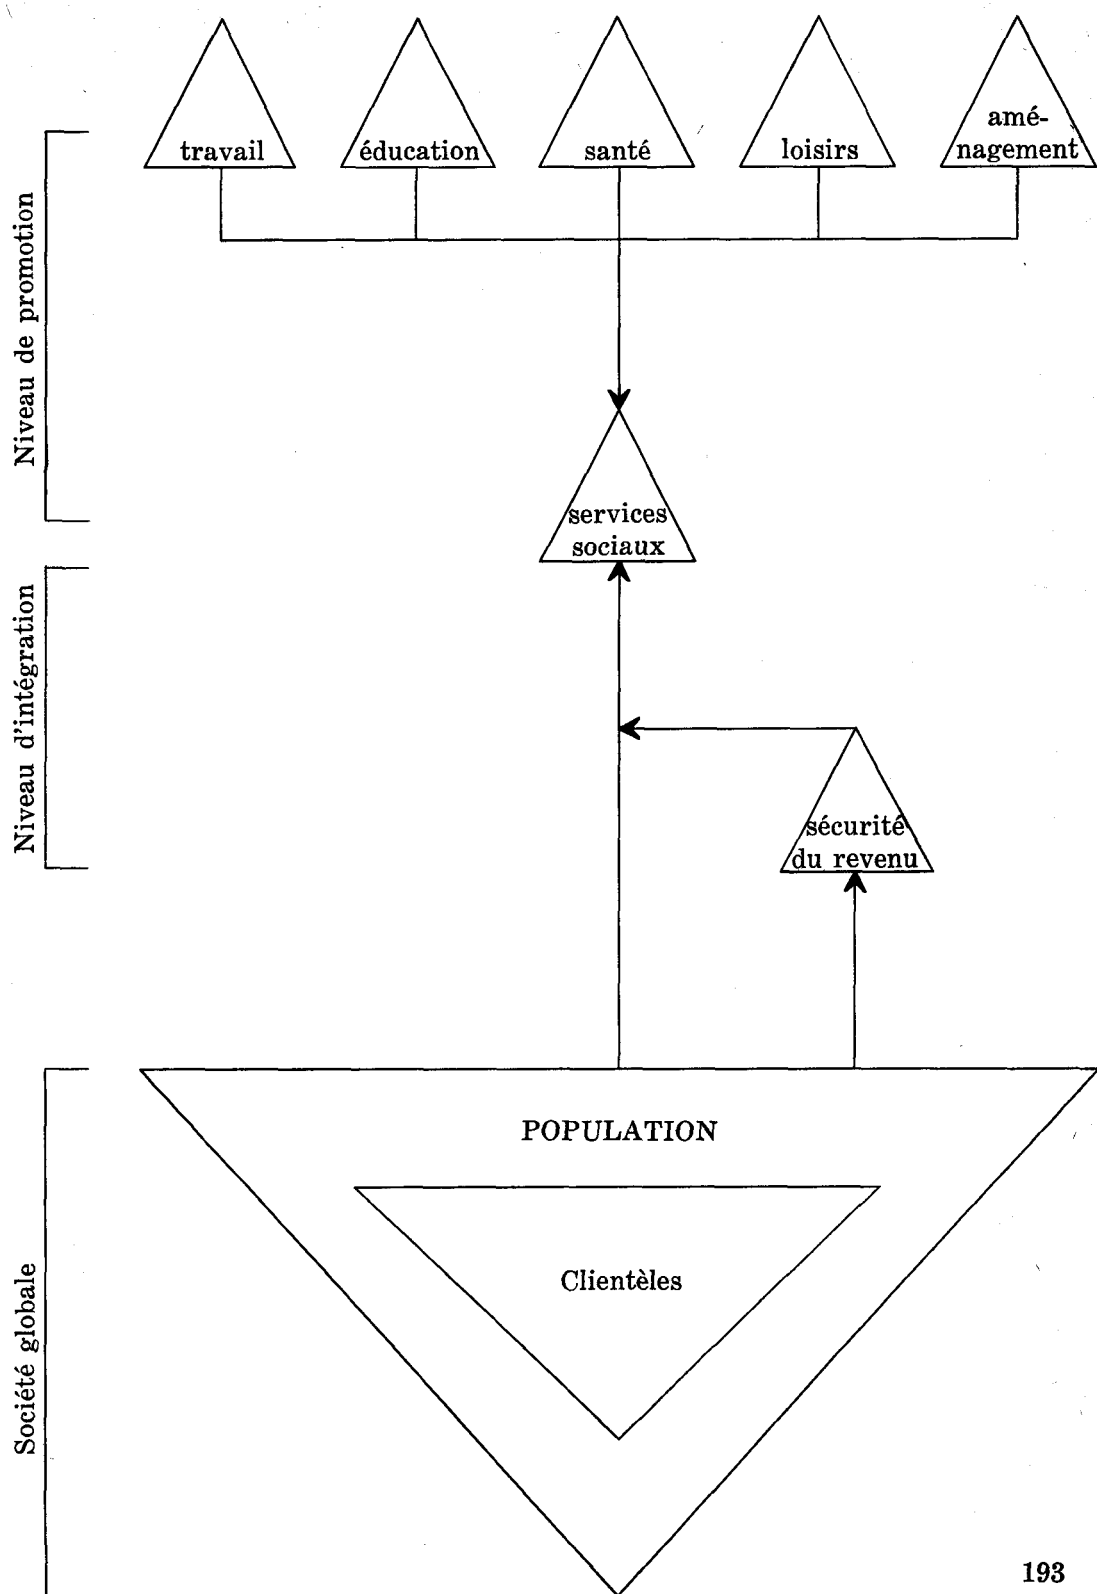 travail
éducation
santé
loisirs
amé-
nagement
Niveau de promotion
services
sociaux
Niveau d'intégration
sécurité
du revenu
POPULATION
Clientèles
Société globale
193